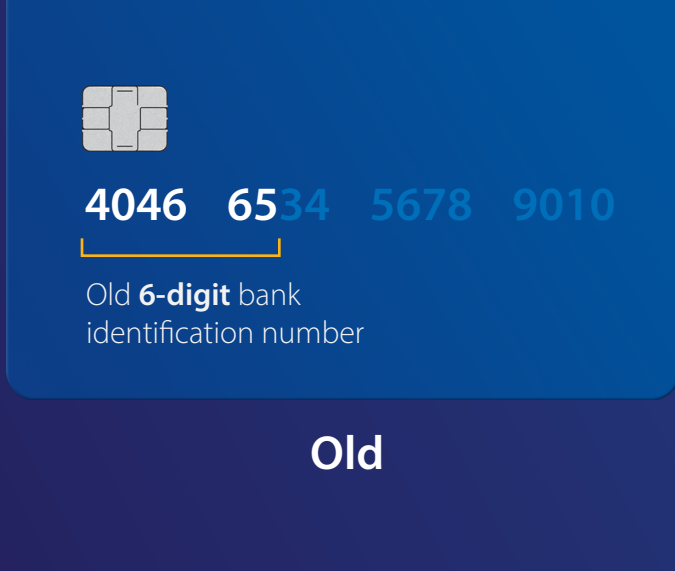 4046 6534 5678 9010
Old 6-digit bank
identification number
Old